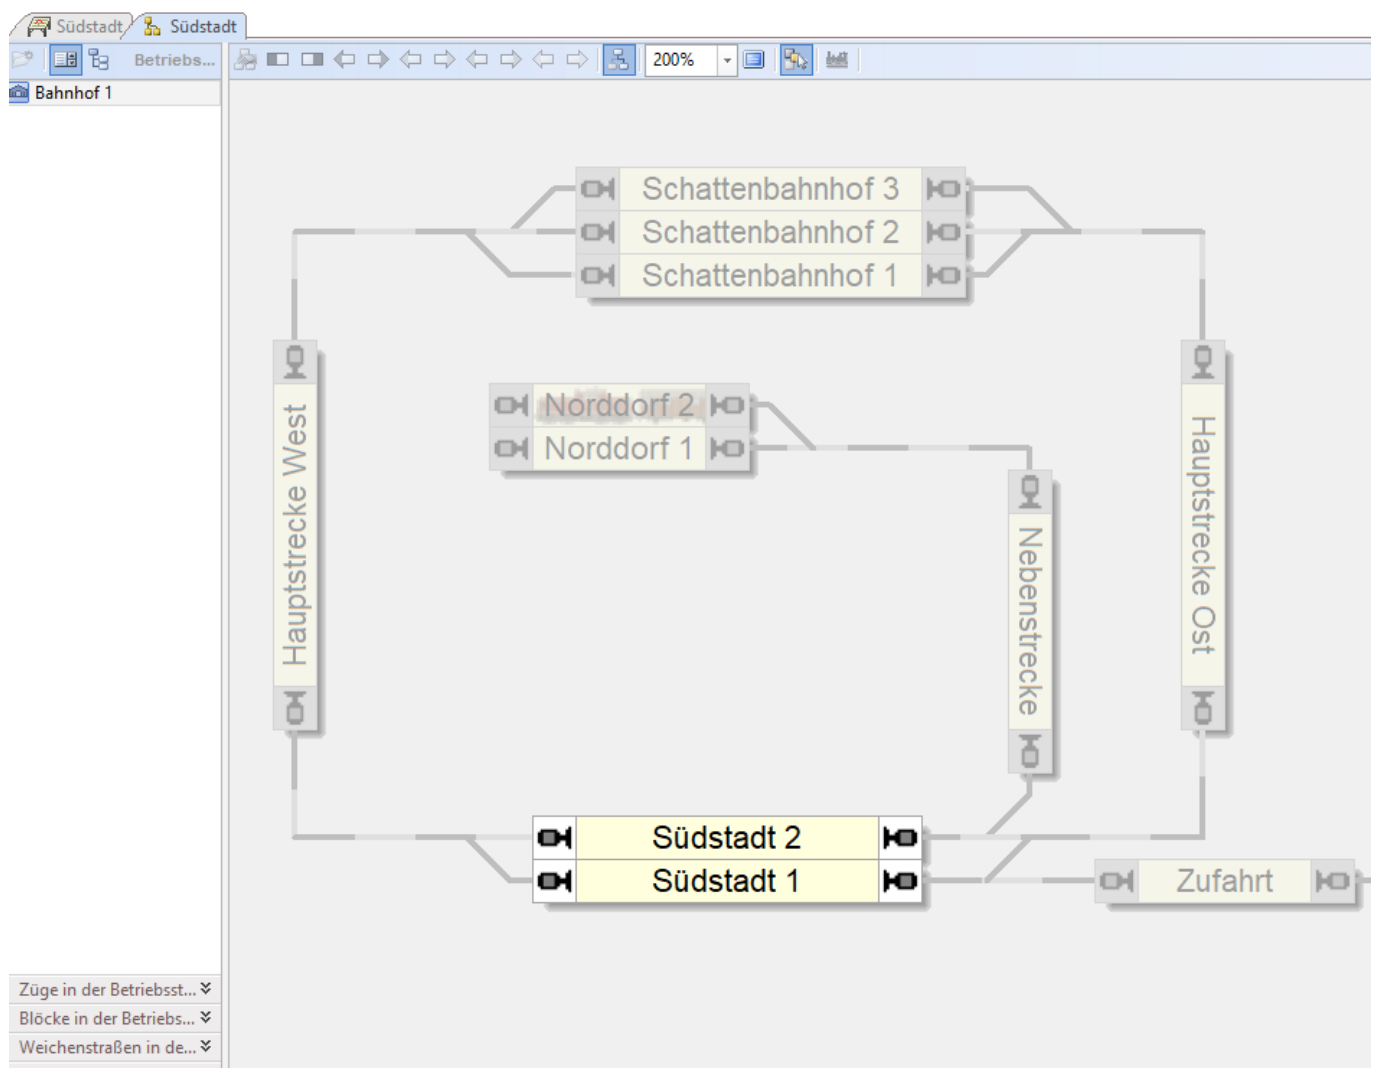 Südstadt
Südstadt
Betriebs...
200%
Bahnhof 1
Schattenbahnhof 3
Schattenbahnhof 2
Schattenbahnhof 1
Norddorf 2
Norddorf 1
Hauptstrecke West
Nebenstrecke
Hauptstrecke Ost
Südstadt 2
Südstadt 1
Zufahrt
Züge in der Betriebsst...
Blöcke in der Betriebs...
Weichenstraßen in de...